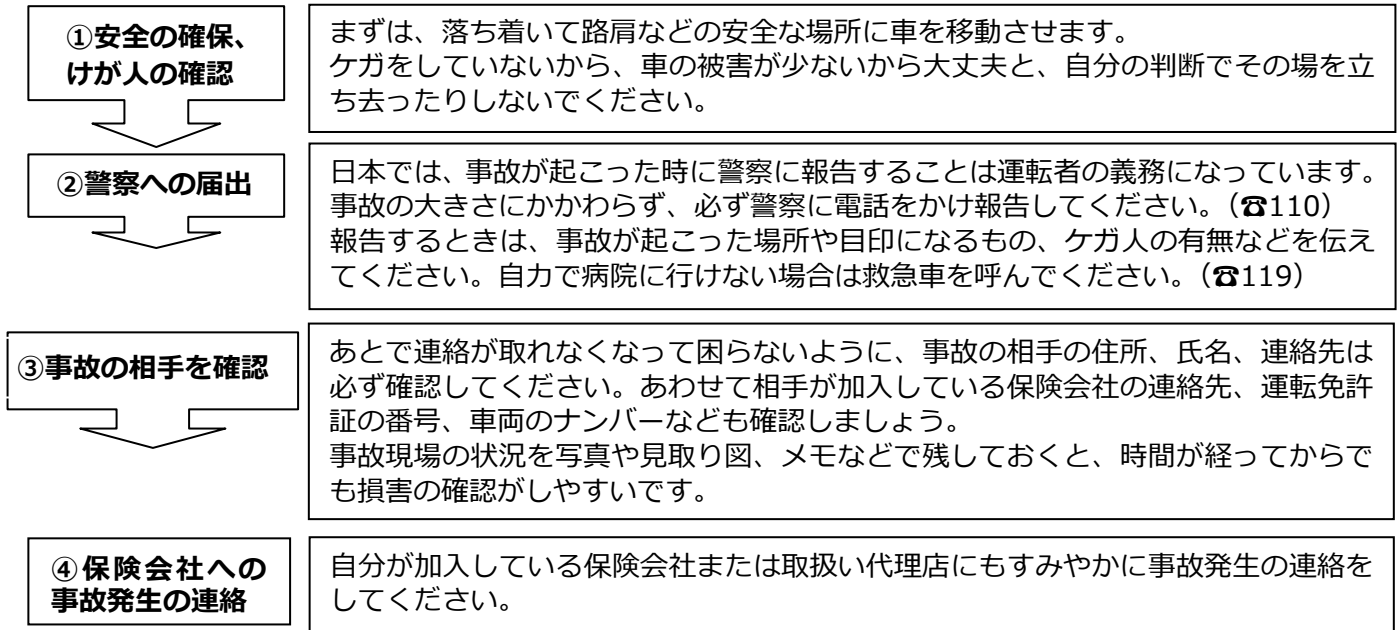 ①安全の確保、
けが人の確認
まずは、落ち着いて路肩などの安全な場所に車を移動させます。
ケガをしていないから、車の被害が少ないから大丈夫と、自分の判断でその場を立
ち去ったりしないでください。
②警察への届出
日本では、事故が起こった時に警察に報告することは運転者の義務になっています。
事故の大きさにかかわらず、必ず警察に電話をかけ報告してください。（☎110）
報告するときは、事故が起こった場所や目印になるもの、ケガ人の有無などを伝え
てください。自力で病院に行けない場合は救急車を呼んでください。（☎119）
③事故の相手を確認
あとで連絡が取れなくなって困らないように、事故の相手の住所、氏名、連絡先は
必ず確認してください。あわせて相手が加入している保険会社の連絡先、運転免許
証の番号、車両のナンバーなども確認しましょう。
事故現場の状況を写真や見取り図、メモなどで残しておくと、時間が経ってからで
も損害の確認がしやすいです。
④保険会社への
事故発生の連絡
自分が加入している保険会社または取扱い代理店にもすみやかに事故発生の連絡を
してください。